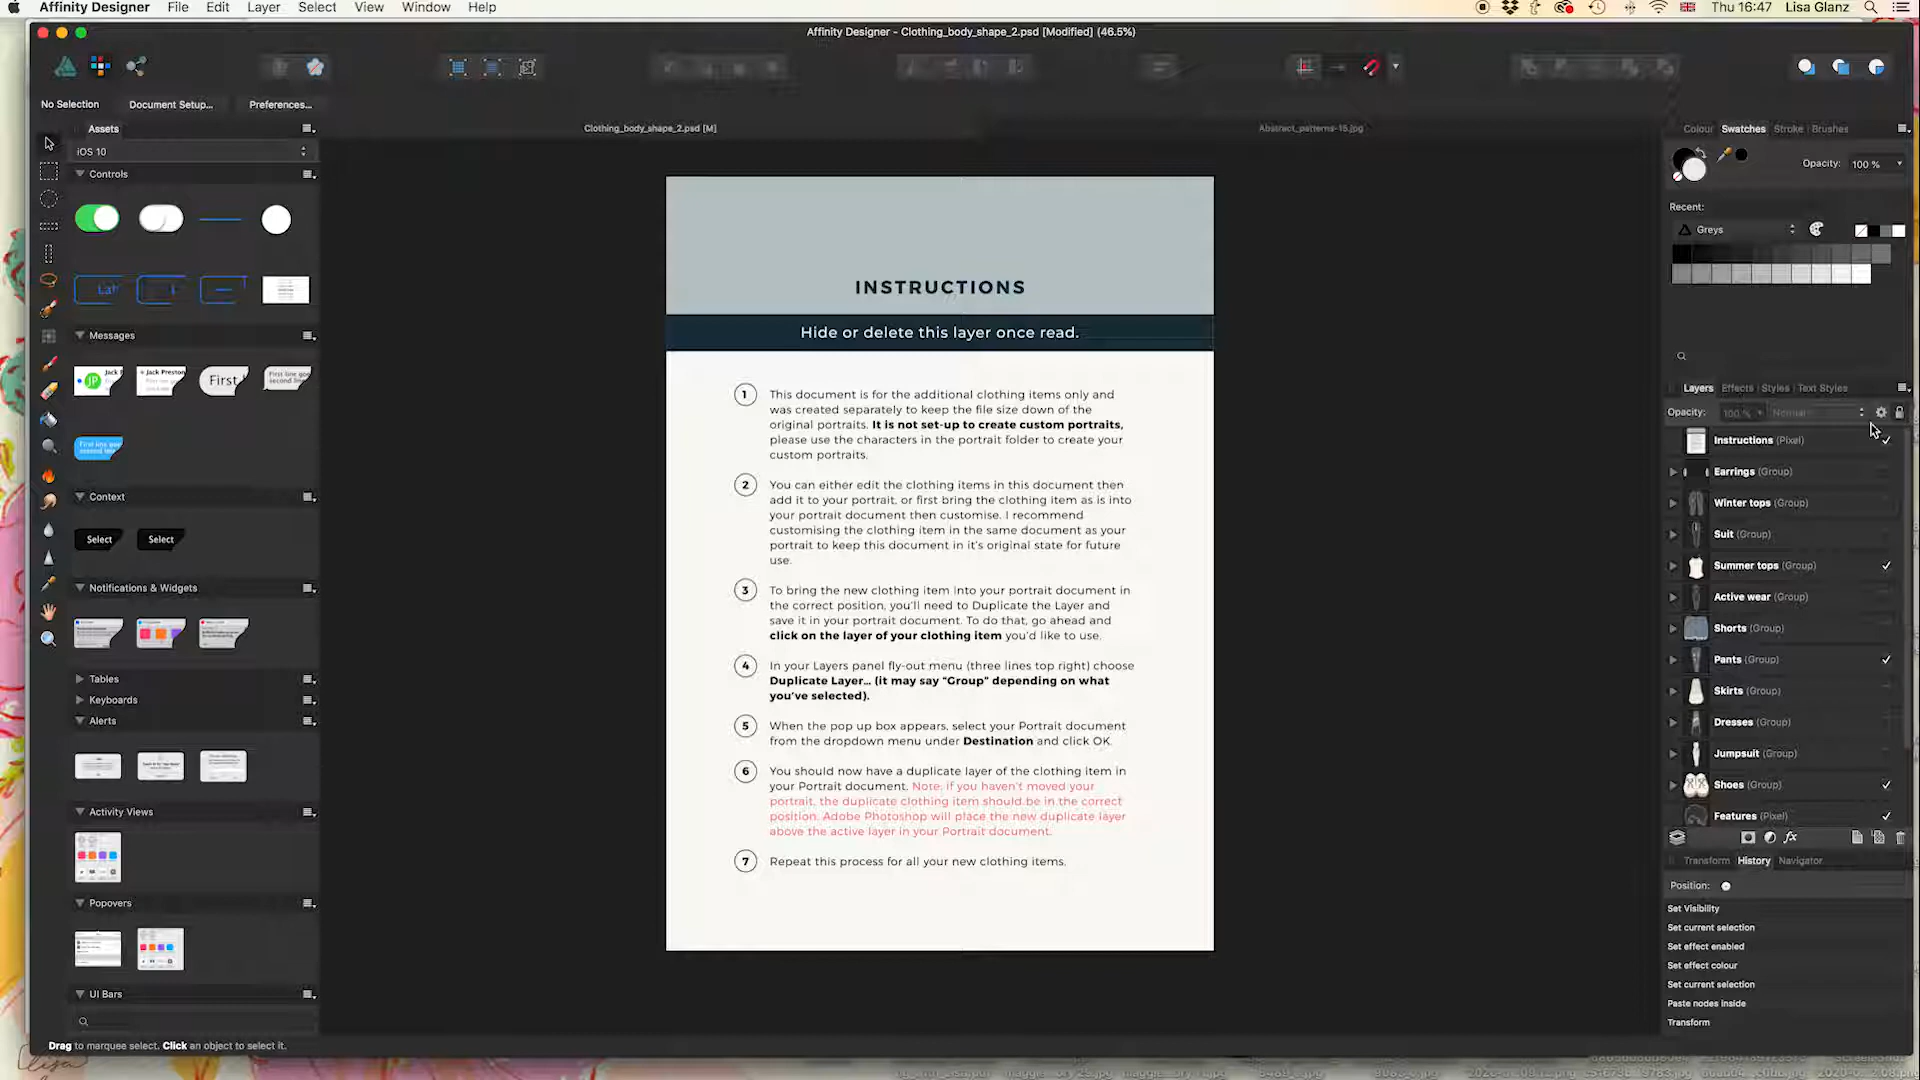 Affinity Designer File Edit Layer Select View Window Help
Thu 16:47 Lisa Glanz
Affinity Designer - Clothing_body_shape_2.psd [Modified] (46.5%)
No Selection Document Setup... Preferences...
Clothing_body_shape_2.psd [M]
Abstract_patterns-15.jpg
Assets
iOS 10
Controls
Messages
JP Jack P
Jack Preston
First
First line goes
second line
First line goes
second line
Context
Select
Select
Notifications & Widgets
Tables
Keyboards
Alerts
Activity Views
Popovers
UI Bars
Drag to marquee select. Click an object to select it.
INSTRUCTIONS
Hide or delete this layer once read.
1 This document is for the additional clothing items only and
was created separately to keep the file size down of the
original portraits. It is not set-up to create custom portraits,
please use the characters in the portrait folder to create your
custom portraits.
2 You can either edit the clothing items in this document then
add it to your portrait, or first bring the clothing item as is into
your portrait document then customise. I recommend
customising the clothing item in the same document as your
portrait to keep this document in it's original state for future
use.
3 To bring the new clothing item into your portrait document in
the correct position, you'll need to Duplicate the Layer and
save it in your portrait document. To do that, go ahead and
click on the layer of your clothing item you'd like to use.
4 In your Layers panel fly-out menu (three lines top right) choose
Duplicate Layer... (it may say "Group" depending on what
you've selected).
5 When the pop up box appears, select your Portrait document
from the dropdown menu under Destination and click OK.
6 You should now have a duplicate layer of the clothing item in
your Portrait document. Note: if you haven't moved your
portrait, the duplicate clothing item should be in the correct
position. Adobe Photoshop will place the new duplicate layer
above the active layer in your Portrait document.
7 Repeat this process for all your new clothing items.
Colour Swatches Stroke Brushes
Opacity: 100 %
Recent:
Greys
Layers Effects Styles Text Styles
Opacity: 100 % Normal
Instructions (Pixel)
Earrings (Group)
Winter tops (Group)
Suit (Group)
Summer tops (Group)
Active wear (Group)
Shorts (Group)
Pants (Group)
Skirts (Group)
Dresses (Group)
Jumpsuit (Group)
Shoes (Group)
Features (Pixel)
Transform History Navigator
Position:
Set Visibility
Set current selection
Set effect enabled
Set effect colour
Set current selection
Paste nodes inside
Transform